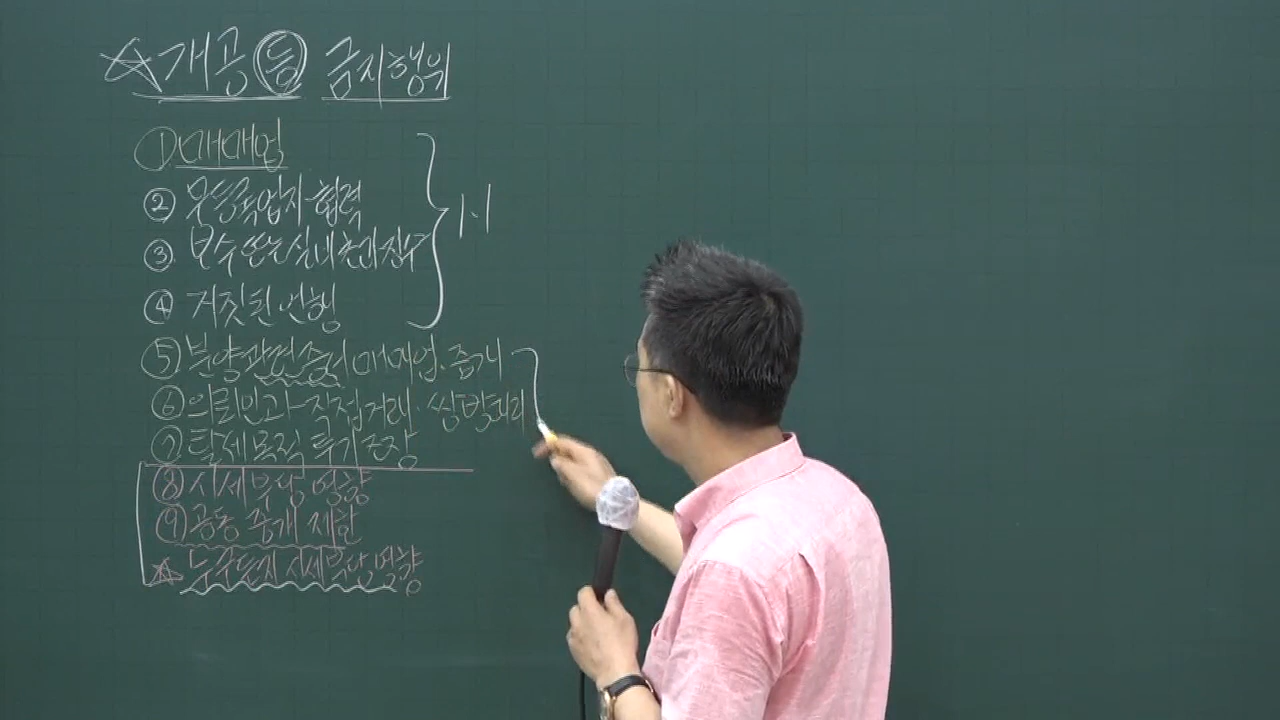 ☆개공등 금지행위
① 매매업
② 무등록업자 협력
③ 보수 또는 실비 초과 징수
④ 거짓된 언행
1-1
⑤ 분양관련증서 매매업·중개
⑥ 의뢰인과 직접거래·쌍방대리
⑦ 탈세목적 투기조장
⑧ 시세 부당 영향
⑨ 공동 중개 제한
☆ 누구든지 시세 부당 영향